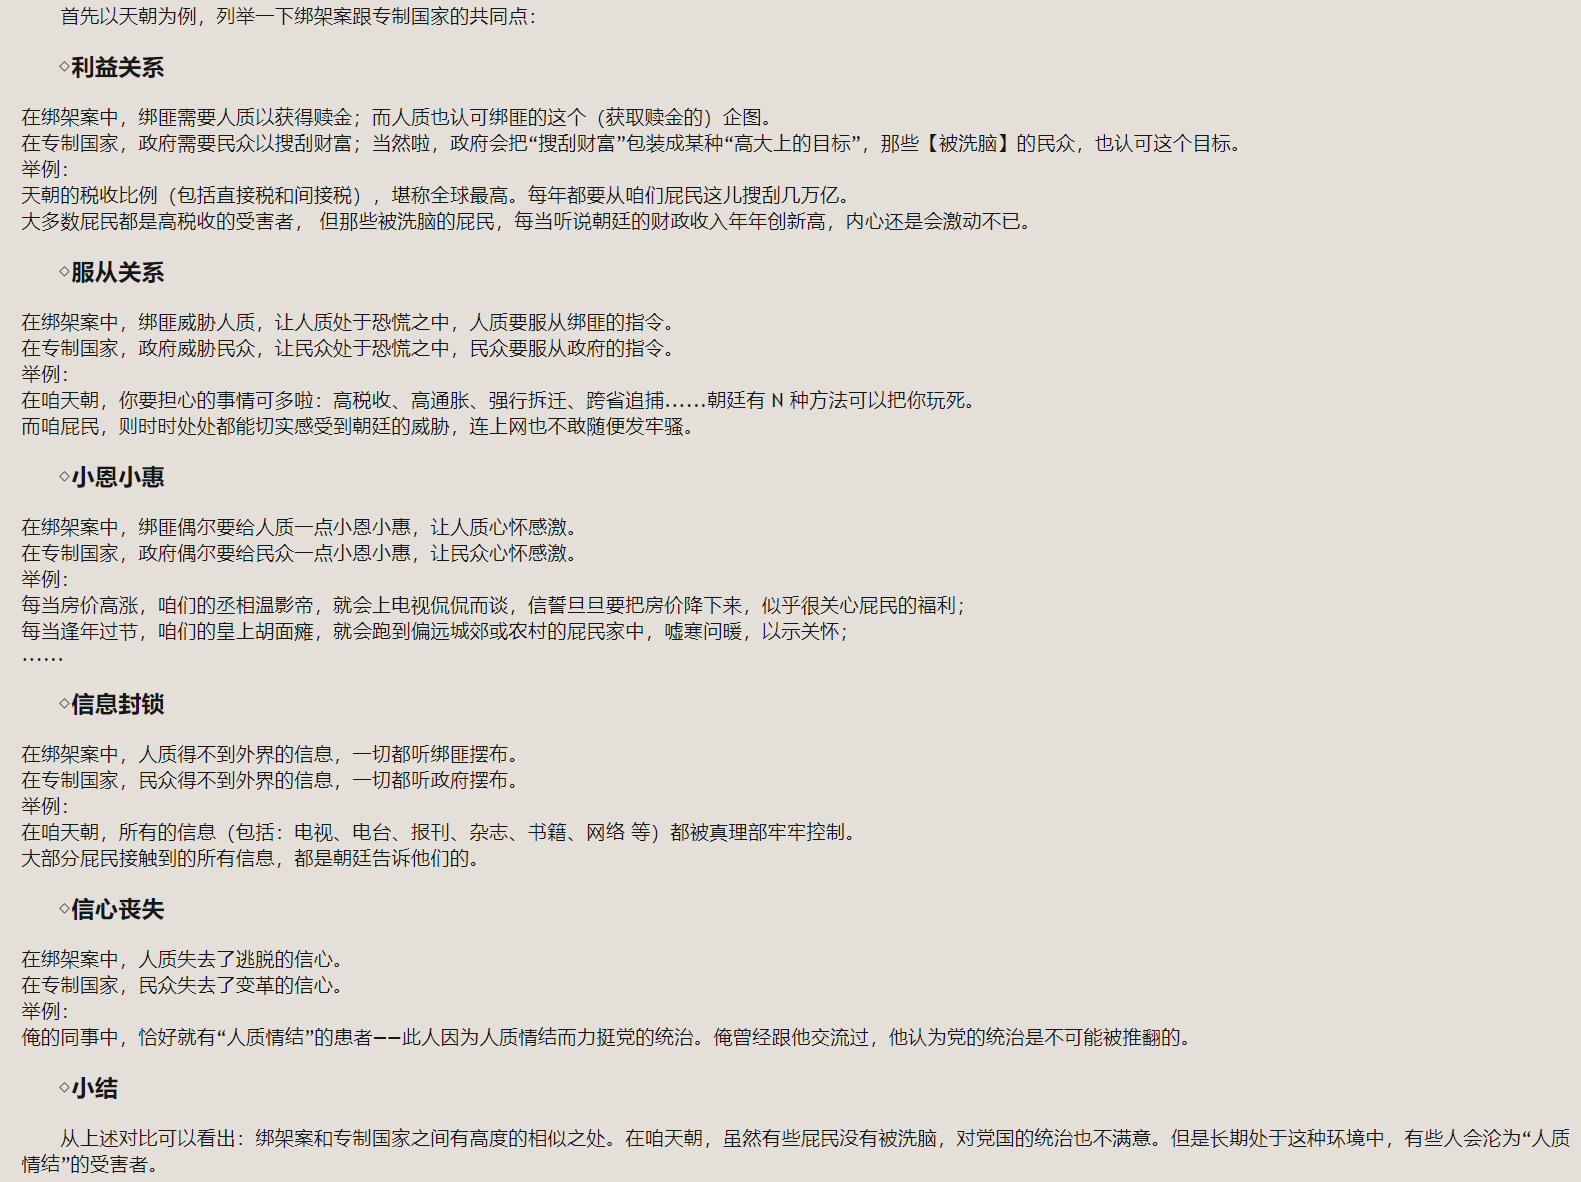 首先以天朝为例，列举一下绑架案跟专制国家的共同点：
◇利益关系
在绑架案中，绑匪需要人质以获得赎金；而人质也认可绑匪的这个（获取赎金的）企图。
在专制国家，政府需要民众以搜刮财富；当然啦，政府会把“搜刮财富”包装成某种“高大上的目标”，那些【被洗脑】的民众，也认可这个目标。
举例：
天朝的税收比例（包括直接税和间接税），堪称全球最高。每年都要从咱们屁民这儿搜刮几万亿。
大多数屁民都是高税收的受害者， 但那些被洗脑的屁民，每当听说朝廷的财政收入年年创新高，内心还是会激动不已。
◇服从关系
在绑架案中，绑匪威胁人质，让人质处于恐慌之中，人质要服从绑匪的指令。
在专制国家，政府威胁民众，让民众处于恐慌之中，民众要服从政府的指令。
举例：
在咱天朝，你要担心的事情可多啦：高税收、高通胀、强行拆迁、跨省追捕......朝廷有 N 种方法可以把你玩死。
而咱屁民，则时时处处都能切实感受到朝廷的威胁，连上网也不敢随便发牢骚。
◇小恩小惠
在绑架案中，绑匪偶尔要给人质一点小恩小惠，让人质心怀感激。
在专制国家，政府偶尔要给民众一点小恩小惠，让民众心怀感激。
举例：
每当房价高涨，咱们的丞相温影帝，就会上电视侃侃而谈，信誓旦旦要把房价降下来，似乎很关心屁民的福利；
每当逢年过节，咱们的皇上胡面瘫，就会跑到偏远城郊或农村的屁民家中，嘘寒问暖，以示关怀；
......
◇信息封锁
在绑架案中，人质得不到外界的信息，一切都听绑匪摆布。
在专制国家，民众得不到外界的信息，一切都听政府摆布。
举例：
在咱天朝，所有的信息（包括：电视、电台、报刊、杂志、书籍、网络 等）都被真理部牢牢控制。
大部分屁民接触到的所有信息，都是朝廷告诉他们的。
◇信心丧失
在绑架案中，人质失去了逃脱的信心。
在专制国家，民众失去了变革的信心。
举例：
俺的同事中，恰好就有“人质情结”的患者——此人因为人质情结而力挺党的统治。俺曾经跟他交流过，他认为党的统治是不可能被推翻的。
◇小结
从上述对比可以看出：绑架案和专制国家之间有高度的相似之处。在咱天朝，虽然有些屁民没有被洗脑，对党国的统治也不满意。但是长期处于这种环境中，有些人会沦为“人质
情结”的受害者。